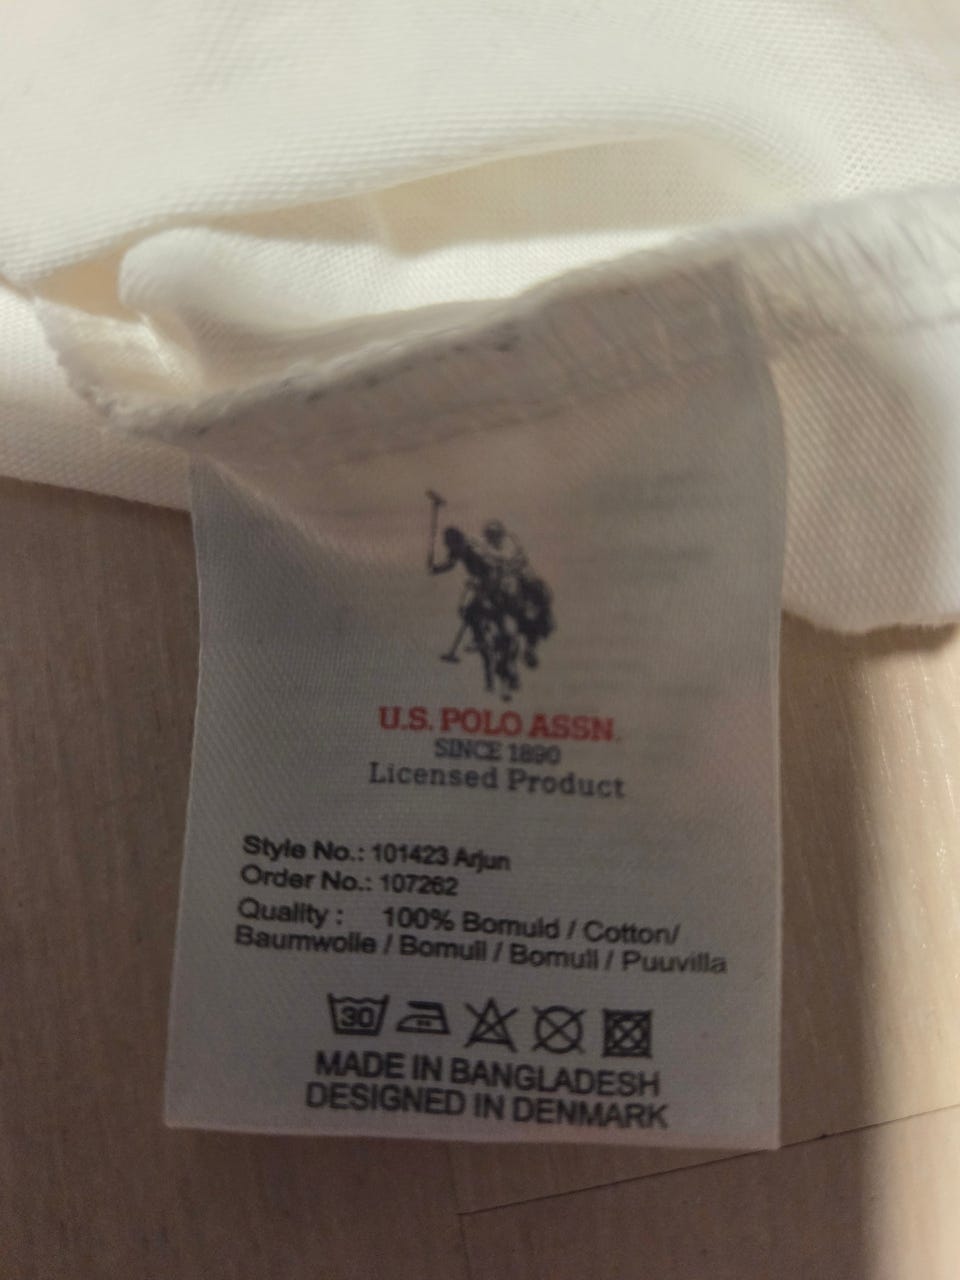 U.S. POLO ASSN.
SINCE 1890
Licensed Product
Style No.: 101423 Arjun
Order No.: 107262
Quality : 100% Bomuld / Cotton/
Baumwolle / Bomull / Bomull / Puuvilla
30
MADE IN BANGLADESH
DESIGNED IN DENMARK